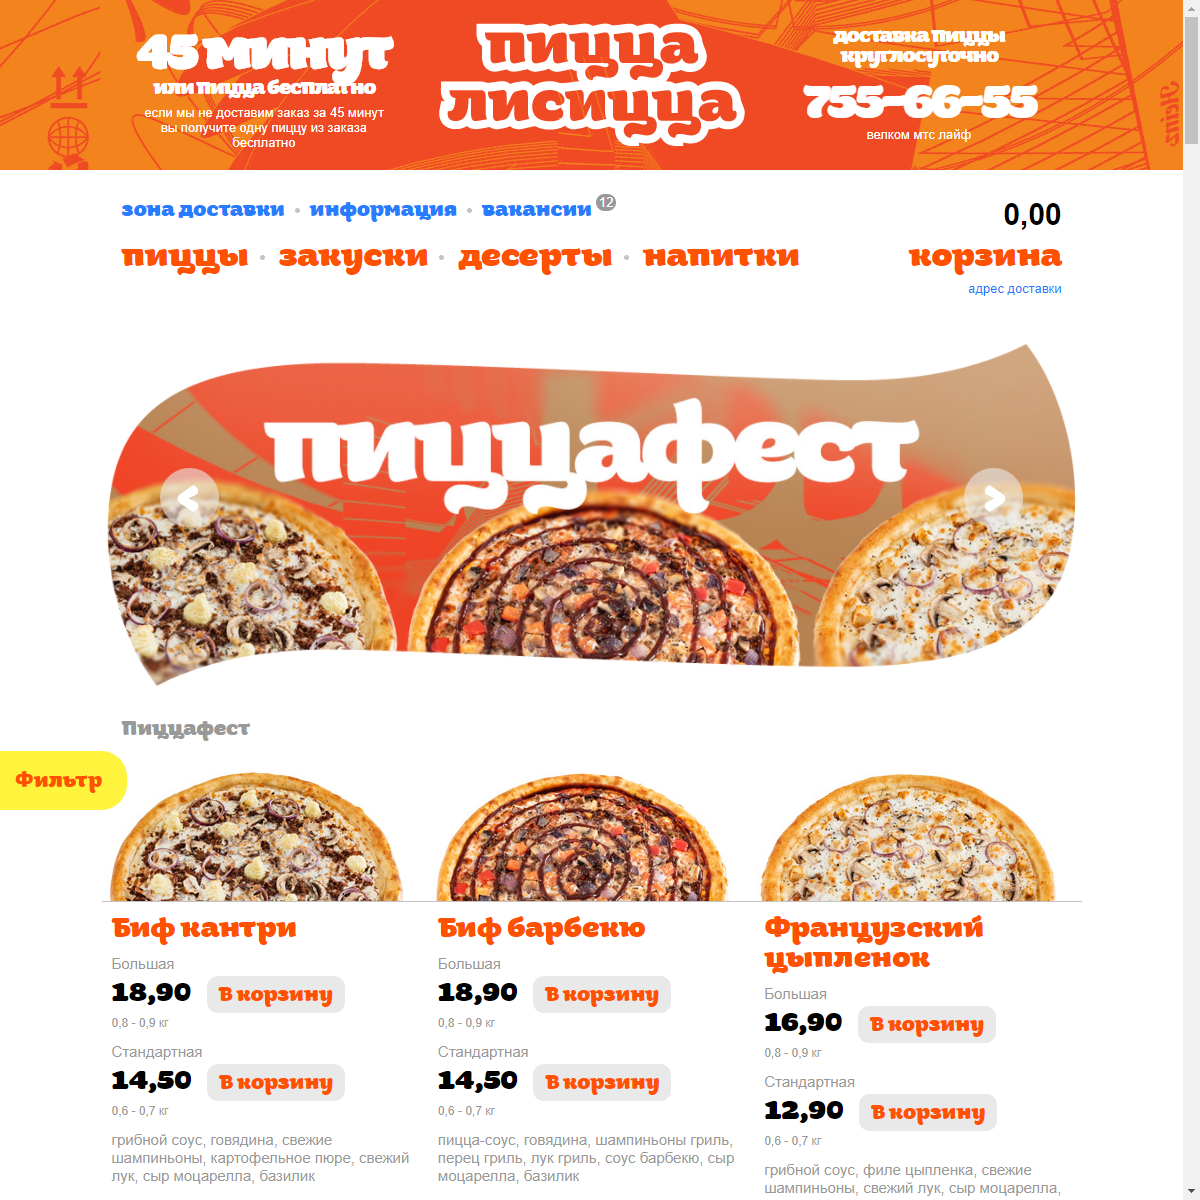 45 минут
или пицца бесплатно
если мы не доставим заказ за 45 минут
вы получите одну пиццу из заказа
бесплатно
пицца
лисицца
доставка пиццы
круглосуточно
755-66-55
велком мтс лайф
Heinz
зона доставки • информация • вакансии 12
0,00
пиццы • закуски • десерты • напитки
корзина
адрес доставки
пиццафест
Пиццафест
Фильтр
Биф кантри
Большая
18,90 В корзину
0,8 - 0,9 кг
Стандартная
14,50 В корзину
0,6 - 0,7 кг
грибной соус, говядина, свежие
шампиньоны, картофельное пюре, свежий
лук, сыр моцарелла, базилик
Биф барбекю
Большая
18,90 В корзину
0,8 - 0,9 кг
Стандартная
14,50 В корзину
0,6 - 0,7 кг
пицца-соус, говядина, шампиньоны гриль,
перец гриль, лук гриль, соус барбекю, сыр
моцарелла, базилик
Французский
цыпленок
Большая
16,90 В корзину
0,8 - 0,9 кг
Стандартная
12,90 В корзину
0,6 - 0,7 кг
грибной соус, филе цыпленка, свежие
шампиньоны, свежий лук, сыр моцарелла,